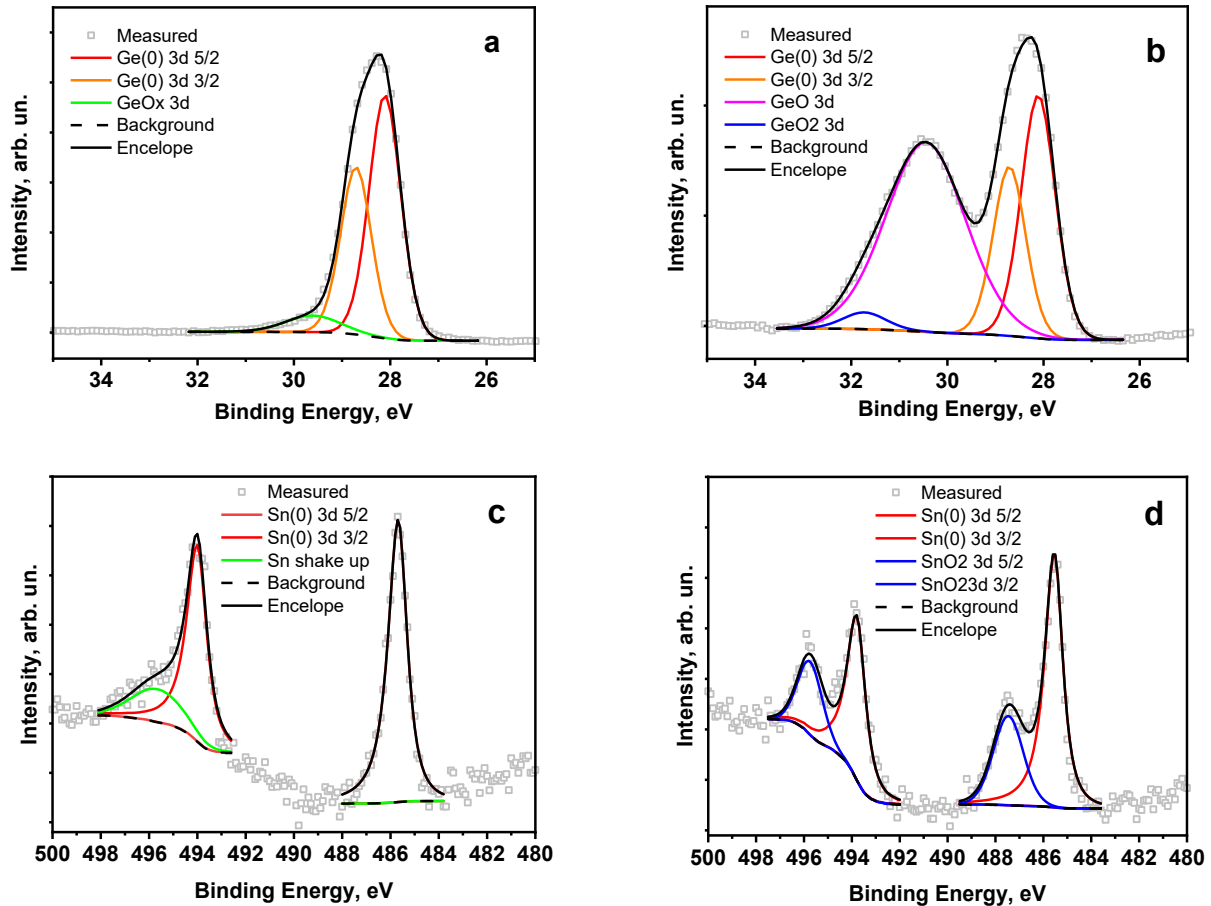 a
Measured
Ge(0) 3d 5/2
Ge(0) 3d 3/2
GeOx 3d
Background
Encelope
Intensity, arb. un.
34 32 30 28 26
Binding Energy, eV
b
Measured
Ge(0) 3d 5/2
Ge(0) 3d 3/2
GeO 3d
GeO2 3d
Background
Encelope
Intensity, arb. un.
34 32 30 28 26
Binding Energy, eV
c
Measured
Sn(0) 3d 5/2
Sn(0) 3d 3/2
Sn shake up
Background
Encelope
Intensity, arb. un.
500 498 496 494 492 490 488 486 484 482 480
Binding Energy, eV
d
Measured
Sn(0) 3d 5/2
Sn(0) 3d 3/2
SnO2 3d 5/2
SnO23d 3/2
Background
Encelope
Intensity, arb. un.
500 498 496 494 492 490 488 486 484 482 480
Binding Energy, eV